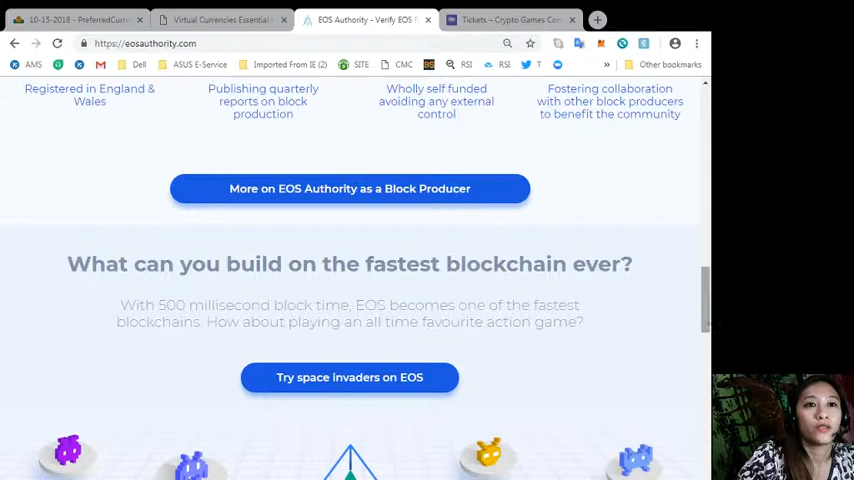 10-15-2018 - PreferredCurr
Virtual Currencies Essential
EOS Authority - Verify EOS R
Tickets – Crypto Games Con
https://eosauthority.com
AMS
Dell
ASUS E-Service
Imported From IE (2)
SITE
CMC
BS
RSI
RSI
T
»
Other bookmarks
Registered in England &
Wales
Publishing quarterly
reports on block
production
Wholly self funded
avoiding any external
control
Fostering collaboration
with other block producers
to benefit the community
More on EOS Authority as a Block Producer
What can you build on the fastest blockchain ever?
With 500 millisecond block time, EOS becomes one of the fastest
blockchains. How about playing an all time favourite action game?
Try space invaders on EOS